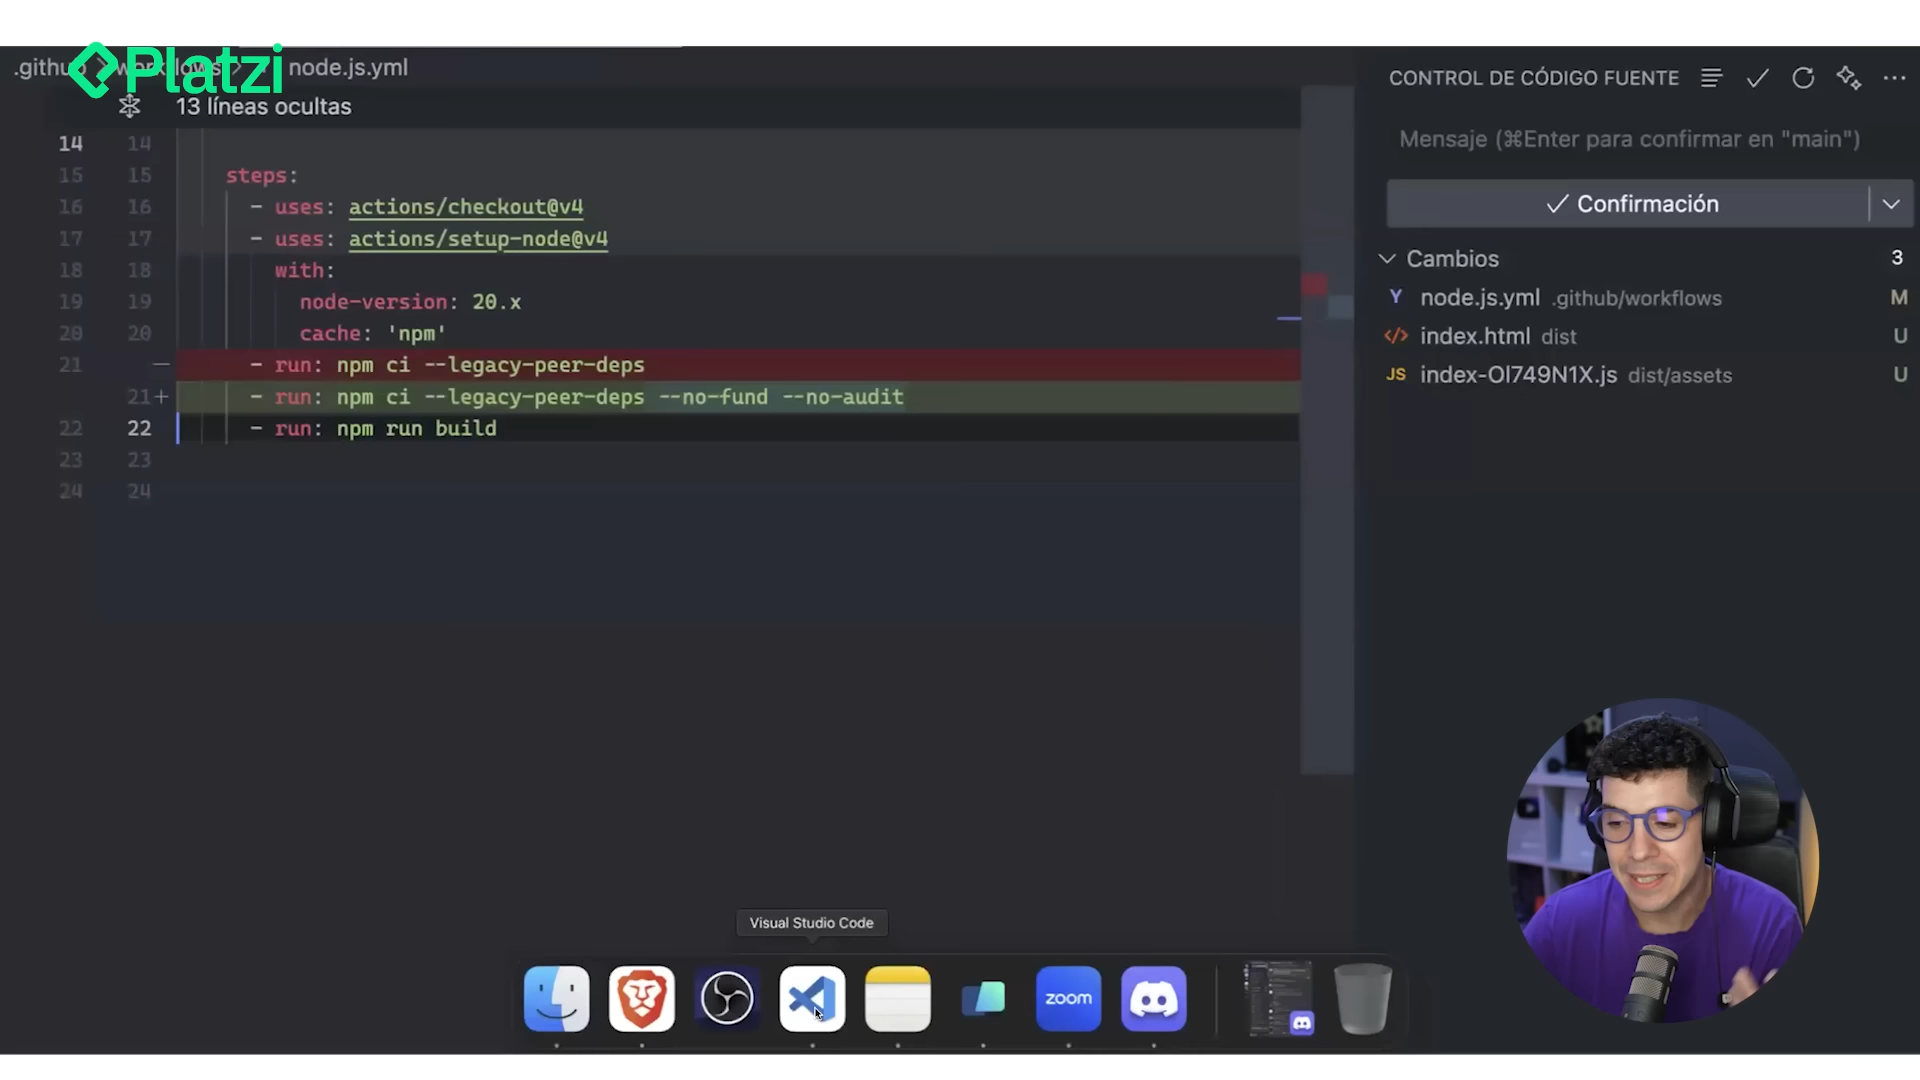 Platzi
.github > workflows > node.js.yml
13 líneas ocultas
14 14
15 15 steps:
16 16 - uses: actions/checkout@v4
17 17 - uses: actions/setup-node@v4
18 18 with:
19 19 node-version: 20.x
20 20 cache: 'npm'
21 — - run: npm ci --legacy-peer-deps
21+ - run: npm ci --legacy-peer-deps --no-fund --no-audit
22 22 - run: npm run build
23 23
24 24
CONTROL DE CÓDIGO FUENTE
Mensaje (⌘Enter para confirmar en "main")
✓ Confirmación
Cambios 3
node.js.yml .github/workflows M
</> index.html dist U
JS index-OI749N1X.js dist/assets U
Visual Studio Code
zoom